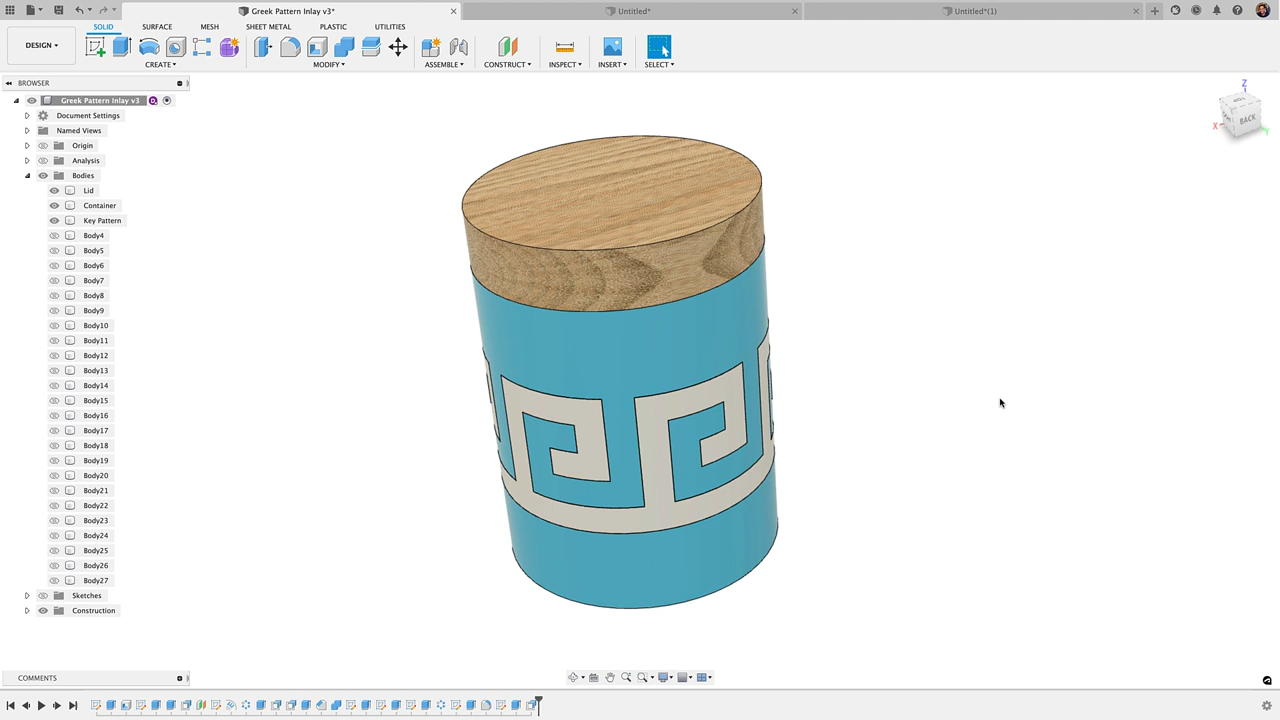 Greek Pattern Inlay v3*
Untitled*
Untitled*(1)
DESIGN
SOLID
SURFACE
MESH
SHEET METAL
PLASTIC
UTILITIES
CREATE
MODIFY
ASSEMBLE
CONSTRUCT
INSPECT
INSERT
SELECT
BROWSER
Greek Pattern Inlay v3
Document Settings
Named Views
Origin
Analysis
Bodies
Lid
Container
Key Pattern
Body4
Body5
Body6
Body7
Body8
Body9
Body10
Body11
Body12
Body13
Body14
Body15
Body16
Body17
Body18
Body19
Body20
Body21
Body22
Body23
Body24
Body25
Body26
Body27
Sketches
Construction
Z
BACK
X
Y
COMMENTS